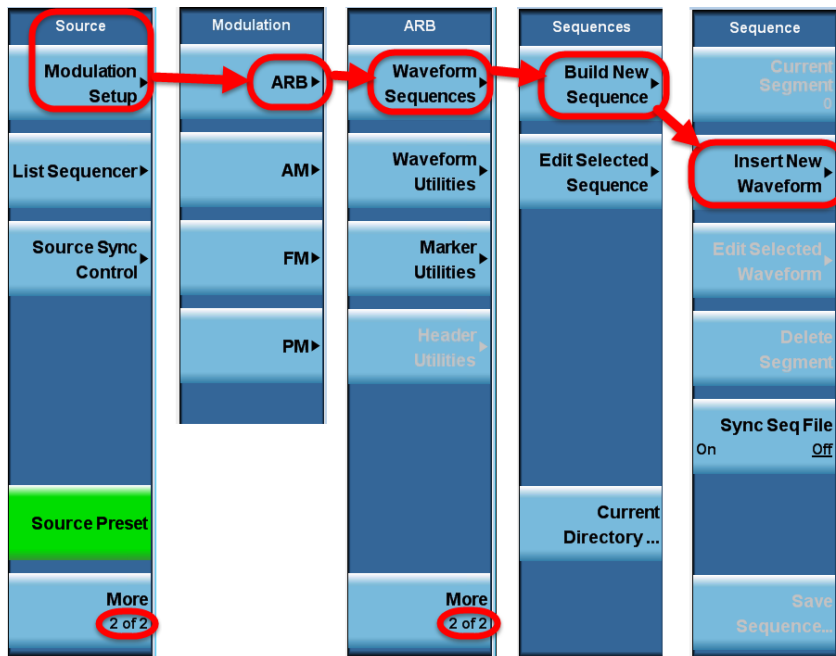 Source
Modulation
Setup
List Sequencer
Source Sync
Control
Source Preset
More
2 of 2
Modulation
ARB
AM
FM
PM
ARB
Waveform
Sequences
Waveform
Utilities
Marker
Utilities
Header
Utilities
More
2 of 2
Sequences
Build New
Sequence
Edit Selected
Sequence
Current
Directory ...
Sequence
Current
Segment
0
Insert New
Waveform
Edit Selected
Waveform
Delete
Segment
Sync Seq File
On Off
Save
Sequence...